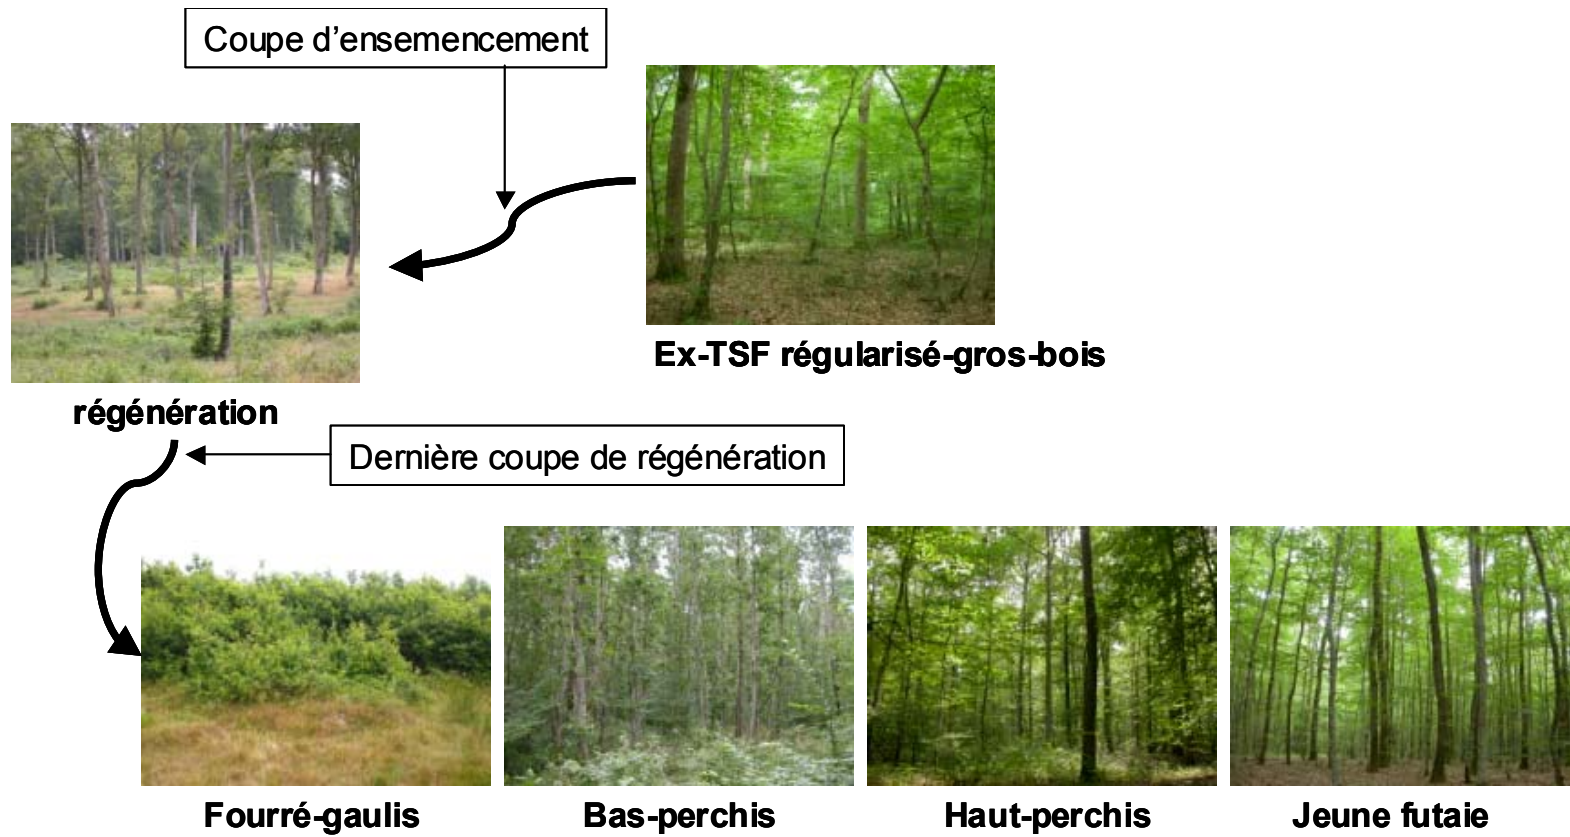 Coupe d'ensemencement
Ex-TSF régularisé-gros-bois
régénération
Dernière coupe de régénération
Fourré-gaulis
Bas-perchis
Haut-perchis
Jeune futaie